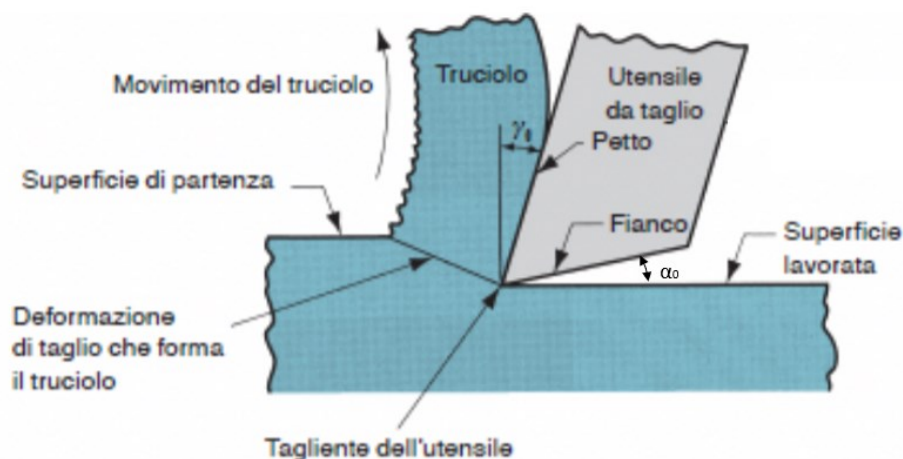 Movimento del truciolo
Truciolo
Utensile
da taglio
γ₀
Petto
Superficie di partenza
Fianco
Superficie
lavorata
α₀
Deformazione
di taglio che forma
il truciolo
Tagliente dell'utensile